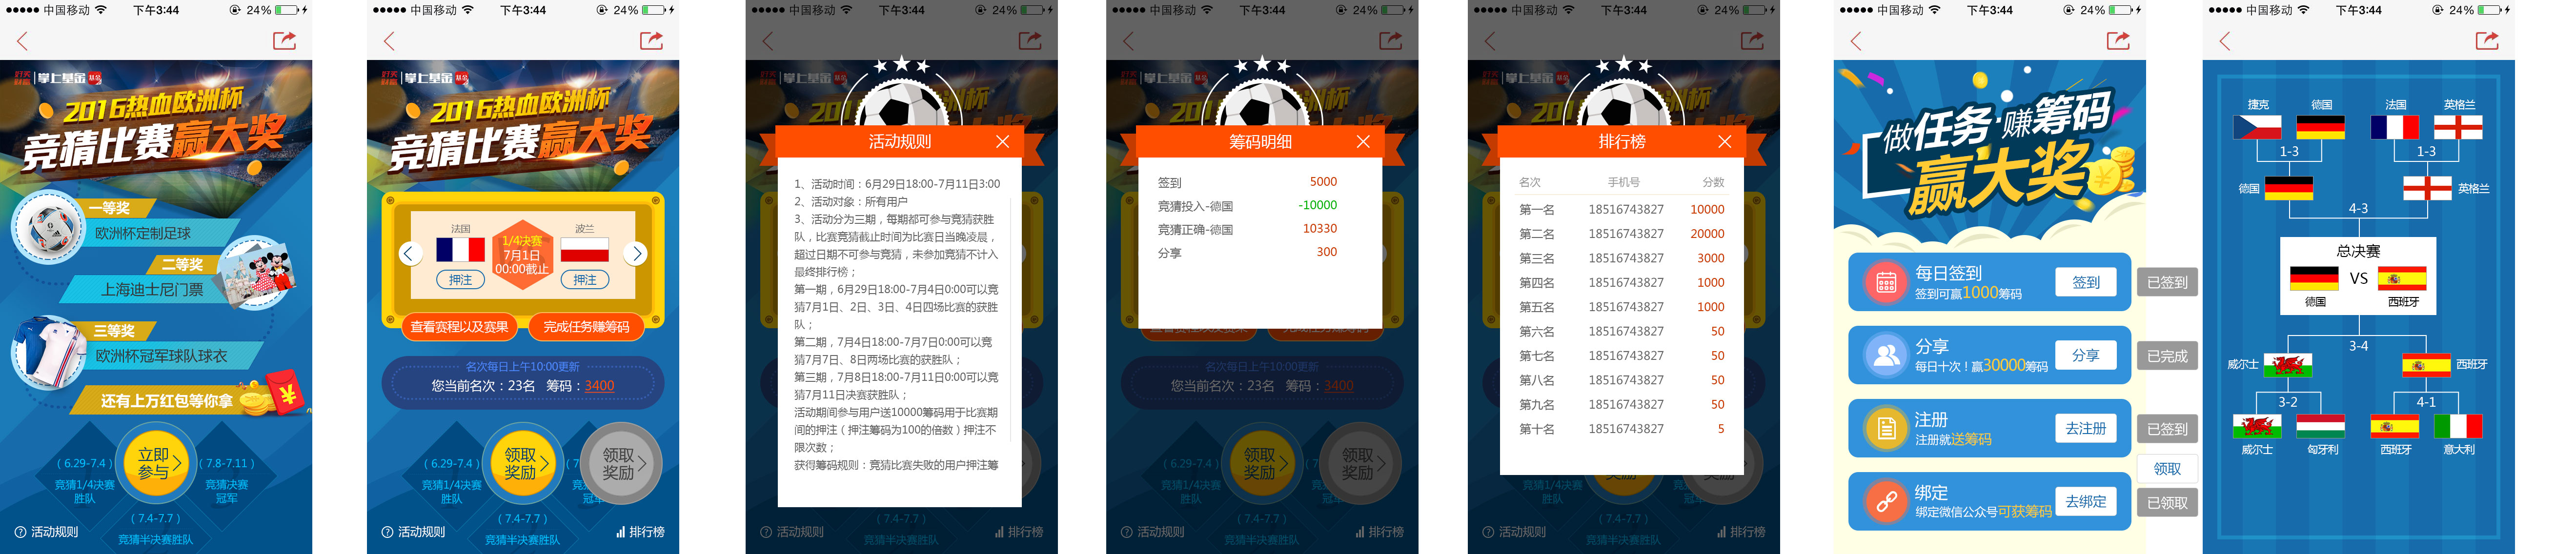 中国移动 下午3:44 24%
好买财富 掌上基金
2016热血欧洲杯
竞猜比赛赢大奖
一等奖
欧洲杯定制足球
二等奖
上海迪士尼门票
三等奖
欧洲杯冠军球队球衣
还有上万红包等你拿
立即
参与
( 6.29-7.4 )
竞猜1/4决赛
胜队
( 7.8-7.11 )
竞猜决赛
冠军
( 7.4-7.7 )
竞猜半决赛胜队
活动规则
中国移动 下午3:44 24%
好买财富 掌上基金
2016热血欧洲杯
竞猜比赛赢大奖
法国
波兰
1/4决赛
7月1日
00:00截止
押注
押注
查看赛程以及赛果
完成任务赚筹码
名次每日上午10:00更新
您当前名次：23名 筹码：3400
领取
奖励
领取
奖励
( 6.29-7.4 )
竞猜1/4决赛
胜队
( 7.4-7.7 )
竞猜半决赛胜队
活动规则
排行榜
中国移动 下午3:44 24%
掌上基金
活动规则
1、活动时间：6月29日18:00-7月11日3:00
2、活动对象：所有用户
3、活动分为三期，每期都可参与竞猜获胜
队，比赛竞猜截止时间为比赛日当晚凌晨，
超过日期不可参与竞猜，未参加竞猜不计入
最终排行榜；
第一期，6月29日18:00-7月4日0:00可以竞
猜7月1日、2日、3日、4日四场比赛的获胜
队；
第二期，7月4日18:00-7月7日0:00可以竞
猜7月7日、8日两场比赛的获胜队；
第三期，7月8日18:00-7月11日0:00可以竞
猜7月11日决赛获胜队；
活动期间参与用户送10000筹码用于比赛期
间的押注（押注筹码为100的倍数）押注不
限次数；
获得筹码规则：竞猜比赛失败的用户押注筹
( 7.4-7.7 )
竞猜半决赛胜队
活动规则
排行榜
中国移动 下午3:44 24%
掌上基金
筹码明细
签到 5000
竞猜投入-德国 -10000
竞猜正确-德国 10330
分享 300
名次每日上午10:00更新
您当前名次：23名 筹码：3400
领取
奖励
领取
奖励
( 6.29-7.4 )
竞猜1/4决赛
胜队
( 7.4-7.7 )
竞猜半决赛胜队
活动规则
排行榜
中国移动 下午3:44 24%
掌上基金
排行榜
名次 手机号 分数
第一名 18516743827 10000
第二名 18516743827 20000
第三名 18516743827 3000
第四名 18516743827 1000
第五名 18516743827 1000
第六名 18516743827 50
第七名 18516743827 50
第八名 18516743827 50
第九名 18516743827 50
第十名 18516743827 5
竞猜1/4决赛
胜队
( 7.4-7.7 )
竞猜半决赛胜队
活动规则
排行榜
中国移动 下午3:44 24%
做任务·赚筹码
赢大奖
每日签到
签到可赢1000筹码
签到
已签到
分享
每日十次！赢30000筹码
分享
已完成
注册
注册就送筹码
去注册
已签到
领取
绑定
绑定微信公众号可获筹码
去绑定
已领取
中国移动 下午3:44 24%
捷克 德国 法国 英格兰
1-3 1-3
德国 英格兰
4-3
总决赛
VS
德国 西班牙
3-4
威尔士 西班牙
3-2 4-1
威尔士 匈牙利 西班牙 意大利